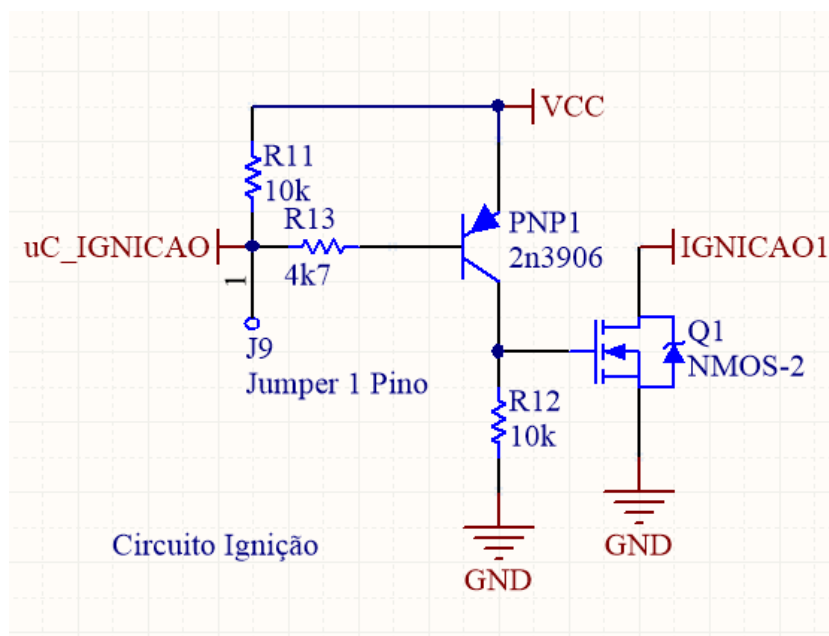 VCC
R11
10k
R13
uC_IGNICAO
4k7
1
J9
Jumper 1 Pino
PNP1
2n3906
IGNICAO1
Q1
NMOS-2
R12
10k
Circuito Ignição
GND
GND